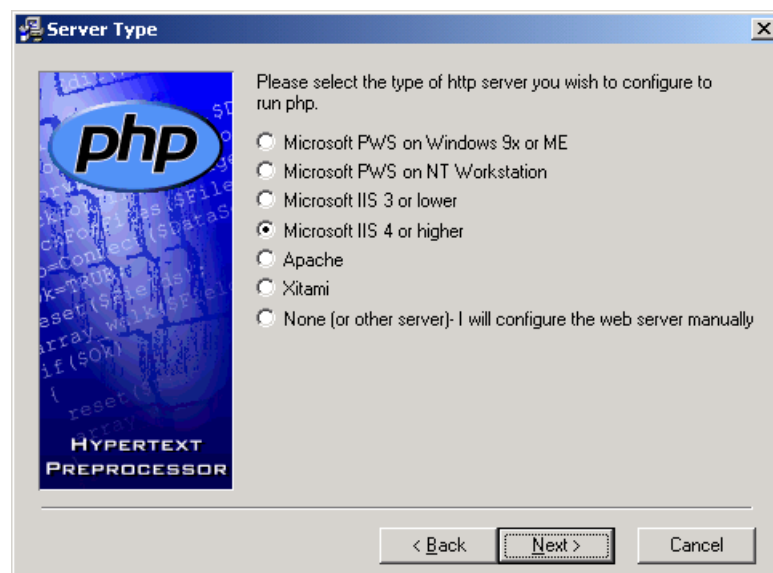 Server Type
Please select the type of http server you wish to configure to
run php.
Microsoft PWS on Windows 9x or ME
Microsoft PWS on NT Workstation
Microsoft IIS 3 or lower
Microsoft IIS 4 or higher
Apache
Xitami
None (or other server)- I will configure the web server manually
php
HYPERTEXT
PREPROCESSOR
< Back
Next >
Cancel